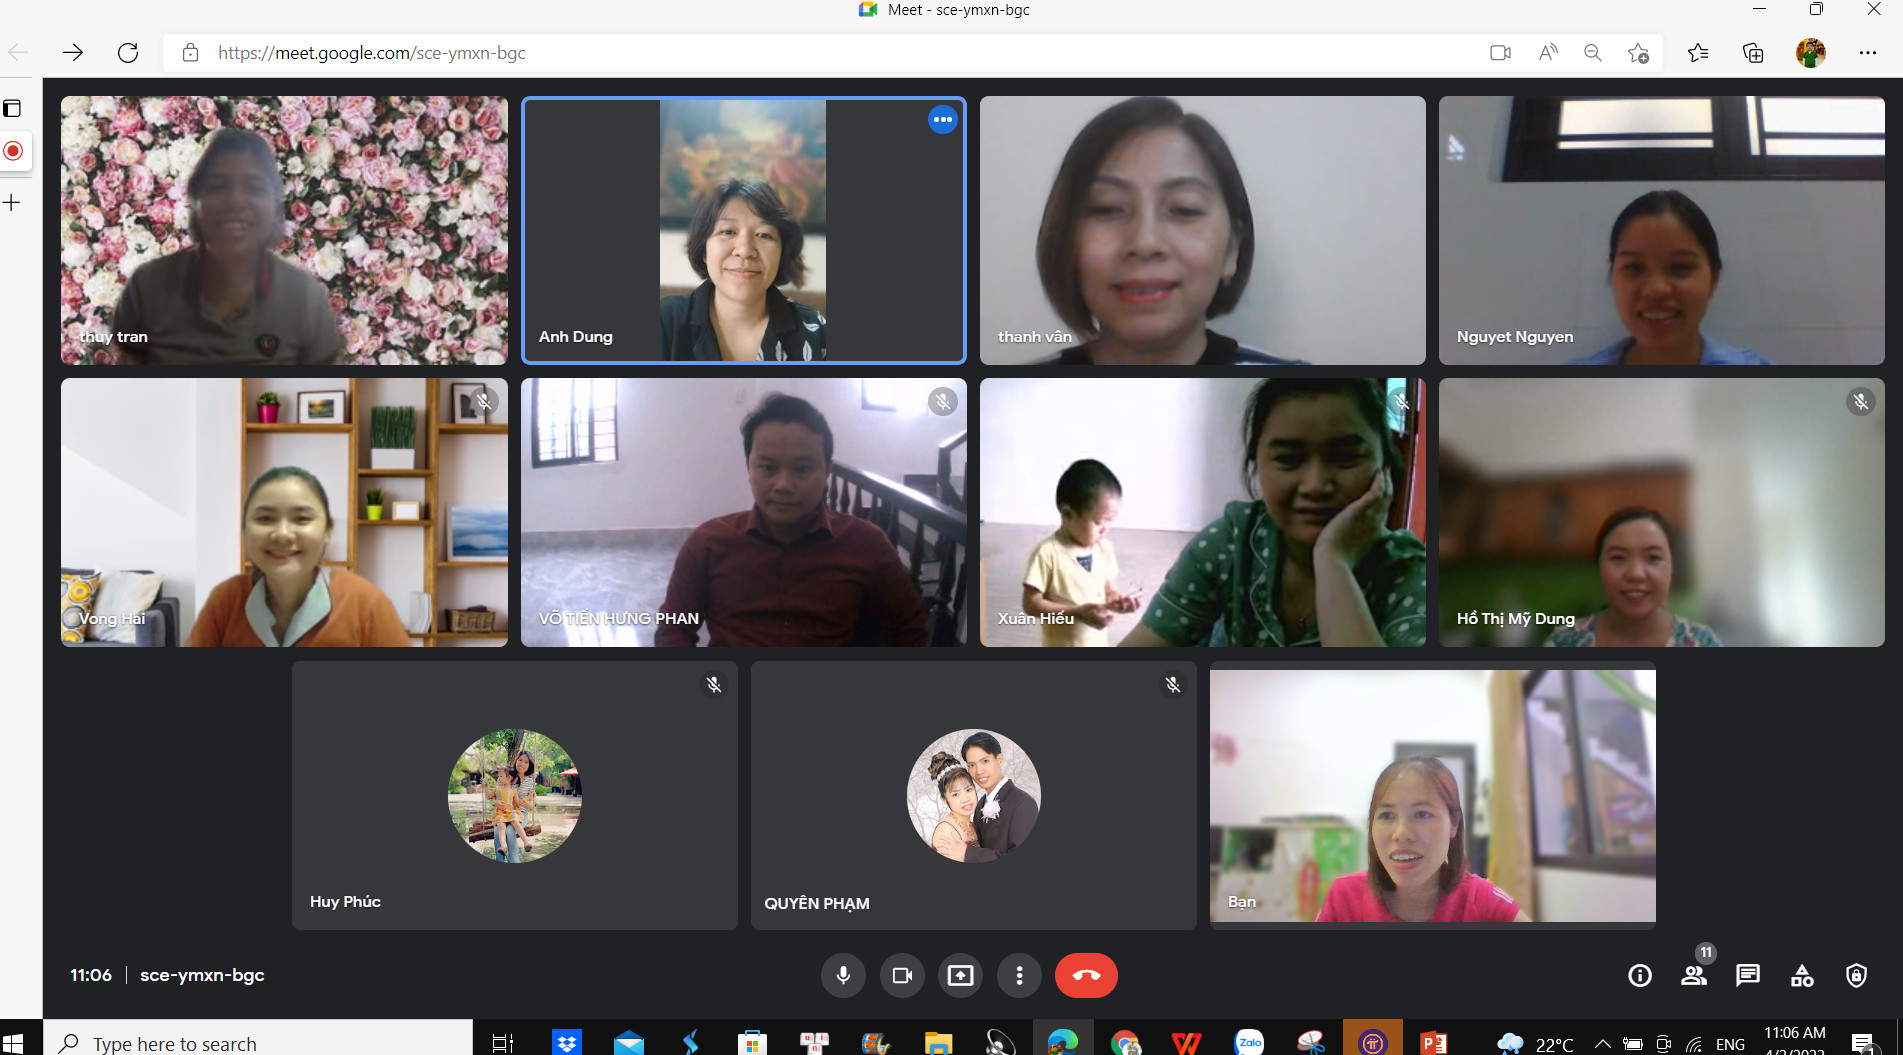 Meet - sce-ymxn-bgc
https://meet.google.com/sce-ymxn-bgc
thuy tran
Anh Dung
thanh vân
Nguyet Nguyen
Vong Hai
VÕ TIẾN HƯNG PHAN
Xuân Hiếu
Hồ Thị Mỹ Dung
Huy Phúc
QUYÊN PHẠM
Bạn
11:06
sce-ymxn-bgc
11
Type here to search
Zalo
22°C
ENG
11:06 AM